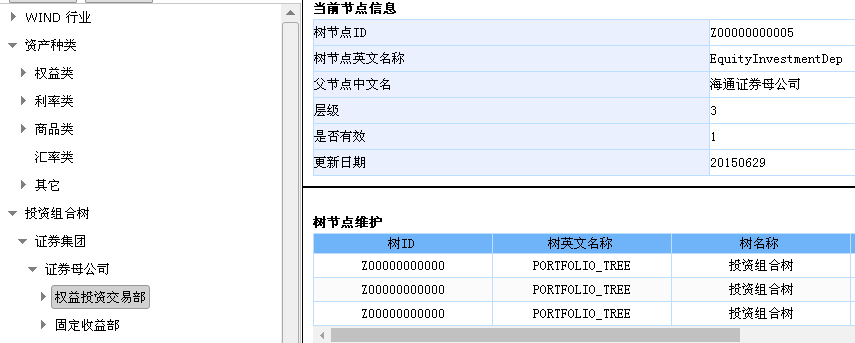 WIND 行业
资产种类
权益类
利率类
商品类
汇率类
其它
投资组合树
证券集团
证券母公司
权益投资交易部
固定收益部
当前节点信息
树节点ID Z00000000005
树节点英文名称 EquityInvestmentDep
父节点中文名 海通证券母公司
层级 3
是否有效 1
更新日期 20150629
树节点维护
树ID 树英文名称 树名称
Z00000000000 PORTFOLIO_TREE 投资组合树
Z00000000000 PORTFOLIO_TREE 投资组合树
Z00000000000 PORTFOLIO_TREE 投资组合树